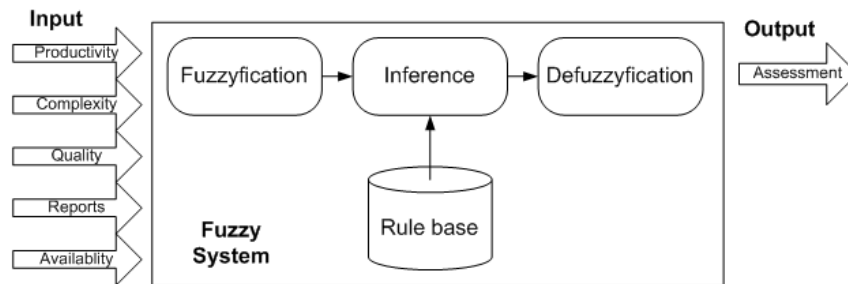 Input
Productivity
Complexity
Quality
Reports
Availablity
Fuzzyfication
Inference
Defuzzyfication
Rule base
Fuzzy
System
Output
Assessment